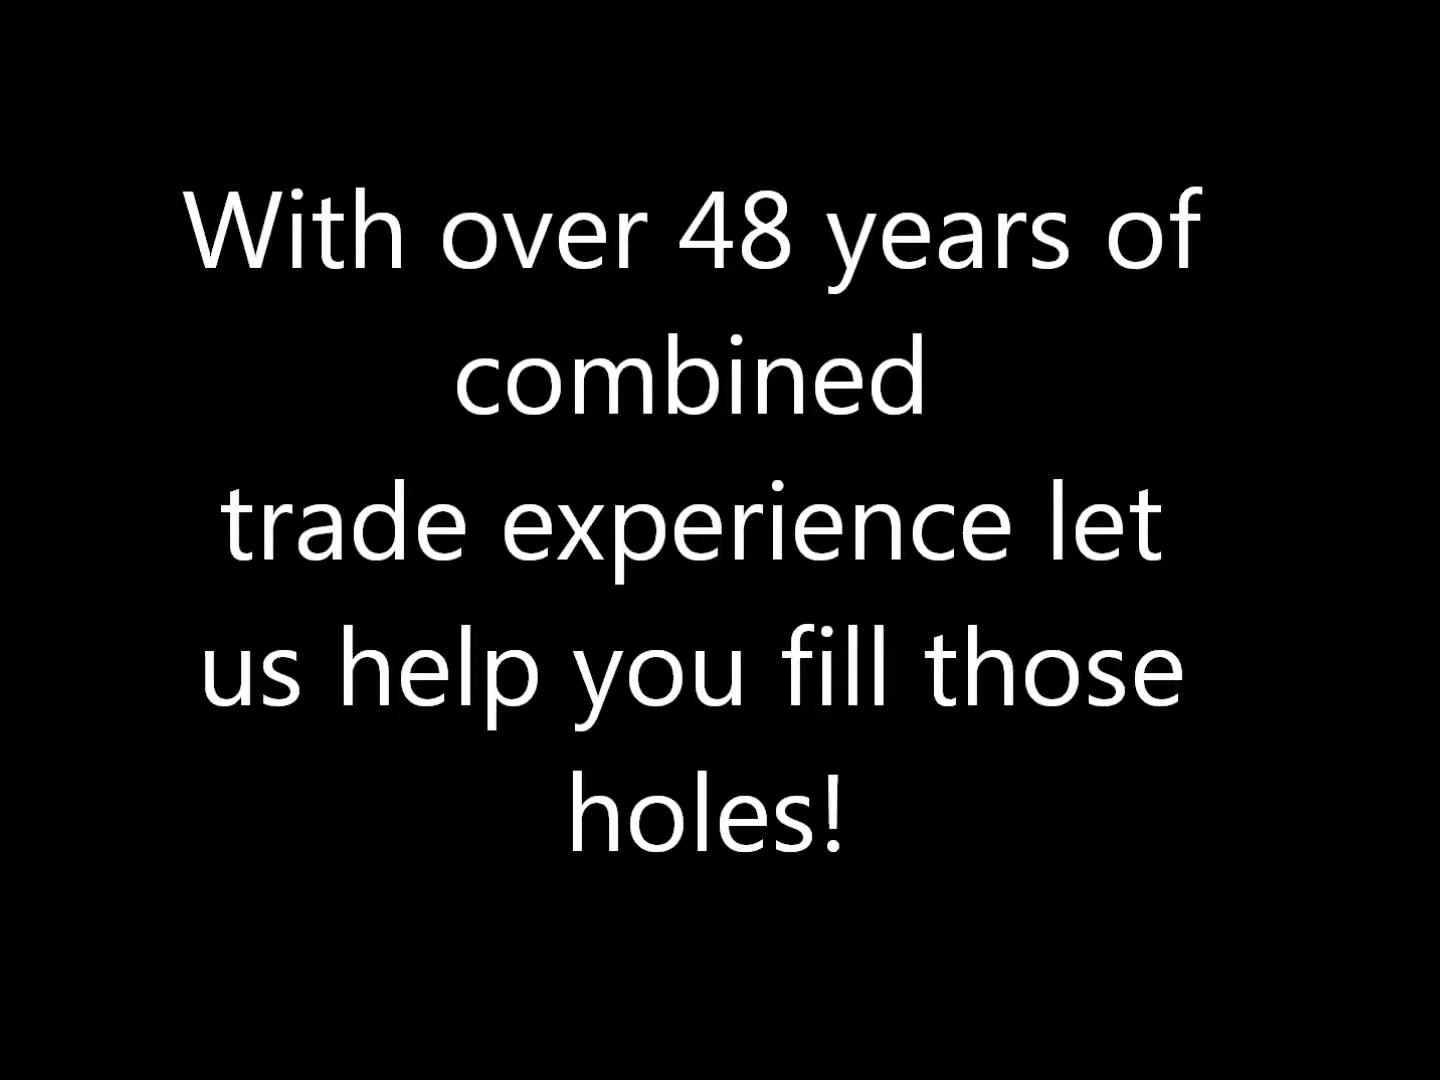 With over 48 years of
combined
trade experience let
us help you fill those
holes!